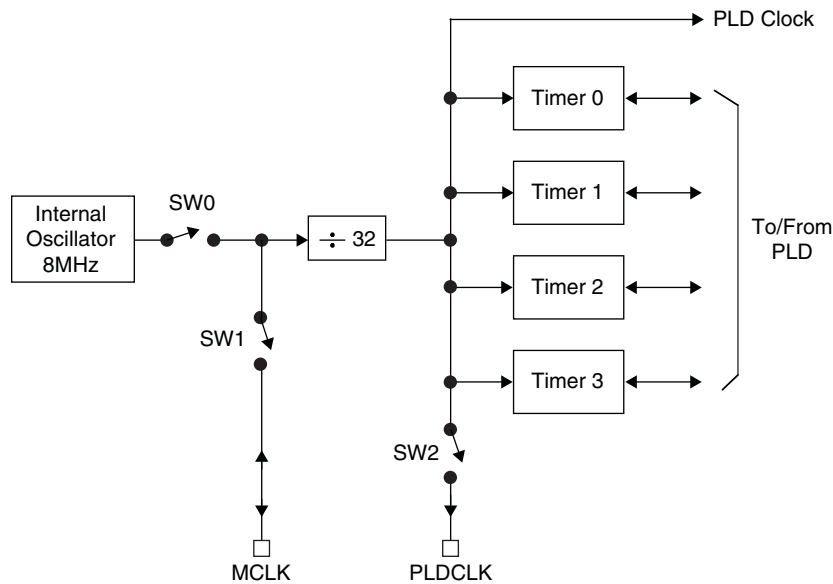 PLD Clock
Timer 0
Timer 1
SW0
Internal
Oscillator
8MHz
÷ 32
To/From
PLD
Timer 2
SW1
Timer 3
SW2
MCLK
PLDCLK